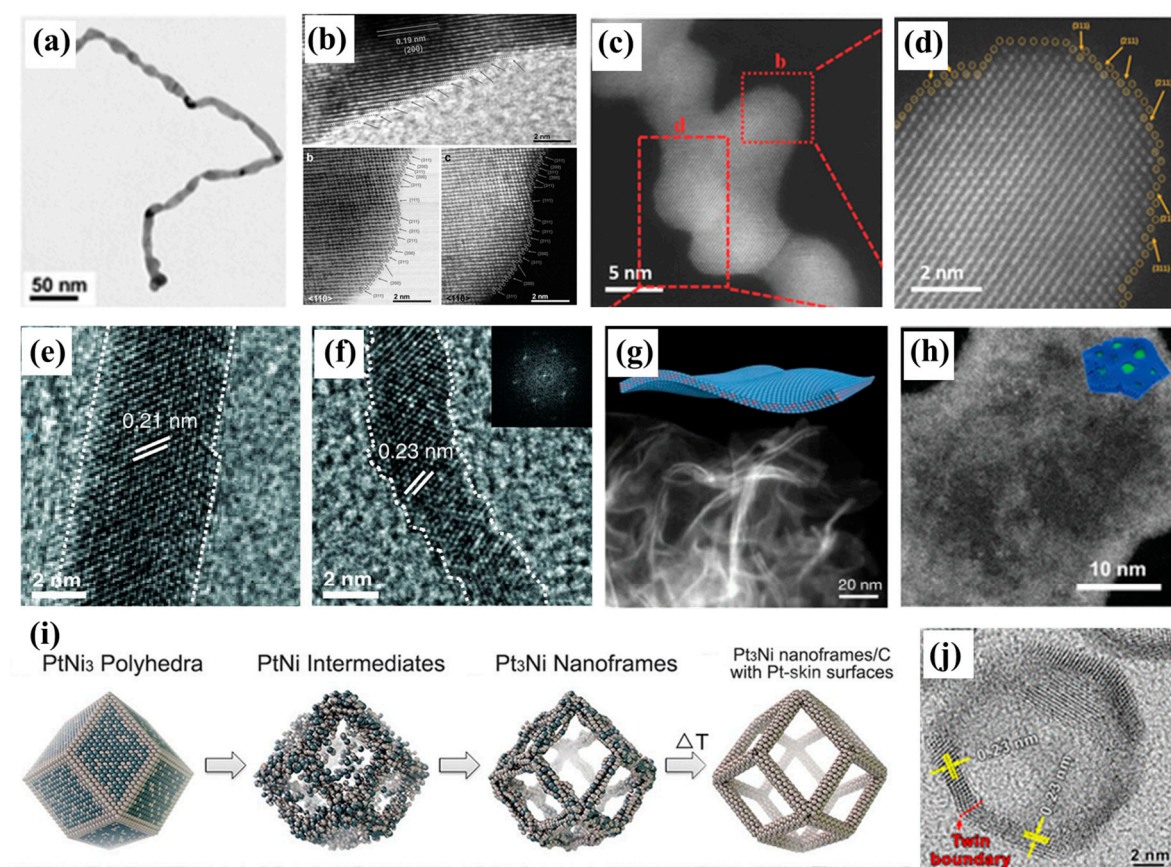 (a)
50 nm
(b)
0.19 nm
(200)
2 nm
b
<110>
2 nm
c
<110>
2 nm
(c)
b
d
5 nm
(d)
(311)
(211)
(211)
(311)
2 nm
(e)
0.21 nm
2 nm
(f)
0.23 nm
2 nm
(g)
20 nm
(h)
10 nm
(i)
PtNi₃ Polyhedra
PtNi Intermediates
Pt₃Ni Nanoframes
Pt₃Ni nanoframes/C
with Pt-skin surfaces
ΔT
(j)
0.23 nm
0.23 nm
Twin
boundary
2 nm